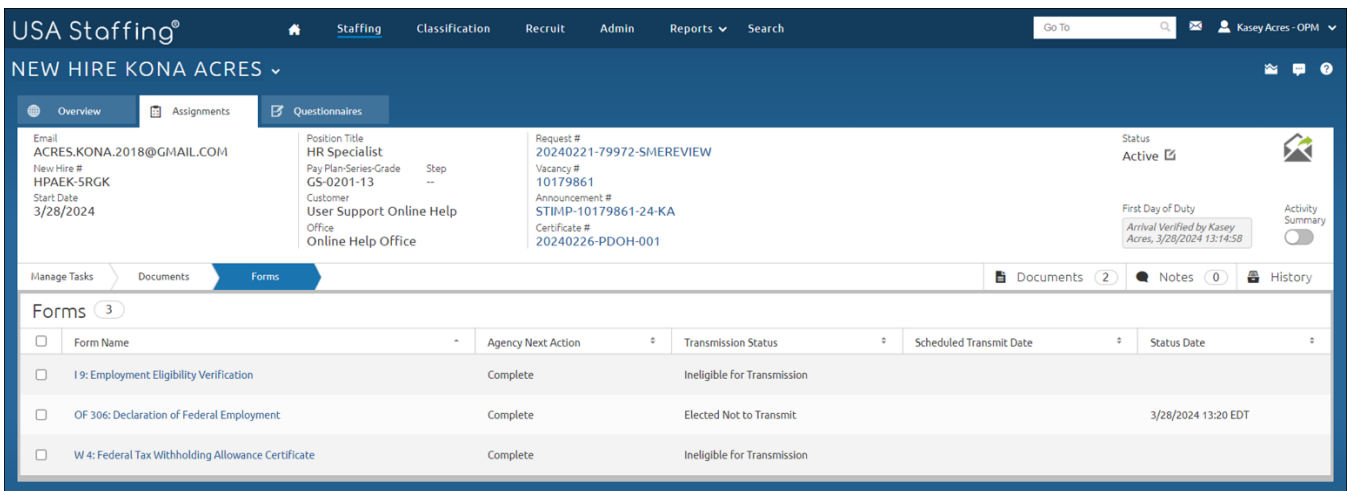 USA Staffing®
Staffing Classification Recruit Admin Reports Search
Go To
Kasey Acres - OPM
NEW HIRE KONA ACRES
Overview Assignments Questionnaires
Email
ACRES.KONA.2018@GMAIL.COM
New Hire #
HPAEK-5RGK
Start Date
3/28/2024
Position Title
HR Specialist
Pay Plan-Series-Grade Step
GS-0201-13 --
Customer
User Support Online Help
Office
Online Help Office
Request #
20240221-79972-SMEREVIEW
Vacancy #
10179861
Announcement #
STIMP-10179861-24-KA
Certificate #
20240226-PDOH-001
Status
Active
First Day of Duty
Arrival Verified by Kasey
Acres, 3/28/2024 13:14:58
Activity
Summary
Manage Tasks Documents Forms
Documents 2 Notes 0 History
Forms 3
Form Name Agency Next Action Transmission Status Scheduled Transmit Date Status Date
I 9: Employment Eligibility Verification Complete Ineligible for Transmission
OF 306: Declaration of Federal Employment Complete Elected Not to Transmit 3/28/2024 13:20 EDT
W 4: Federal Tax Withholding Allowance Certificate Complete Ineligible for Transmission